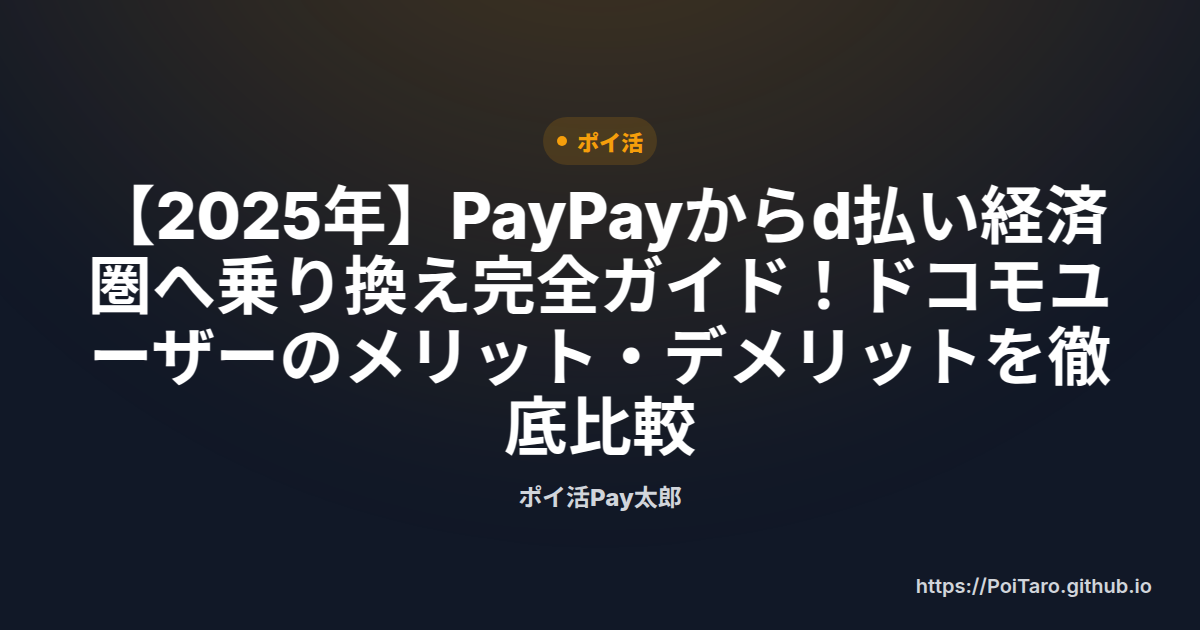 ポイ活
【2025年】PayPayからd払い経済
圏へ乗り換え完全ガイド！ドコモユ
ーザーのメリット・デメリットを徹
底比較
ポイ活Pay太郎
https://PoiTaro.github.io